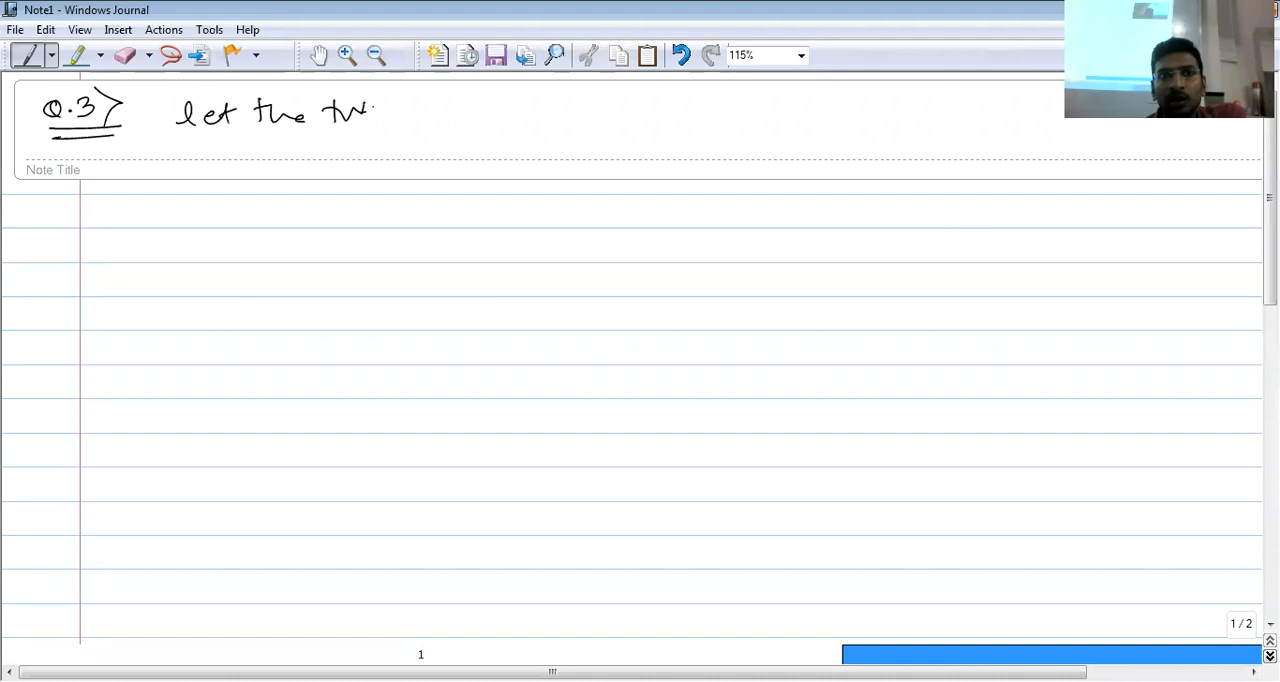 Note1 - Windows Journal
File Edit View Insert Actions Tools Help
115%
Q.3> let the
Note Title
1 / 2
1